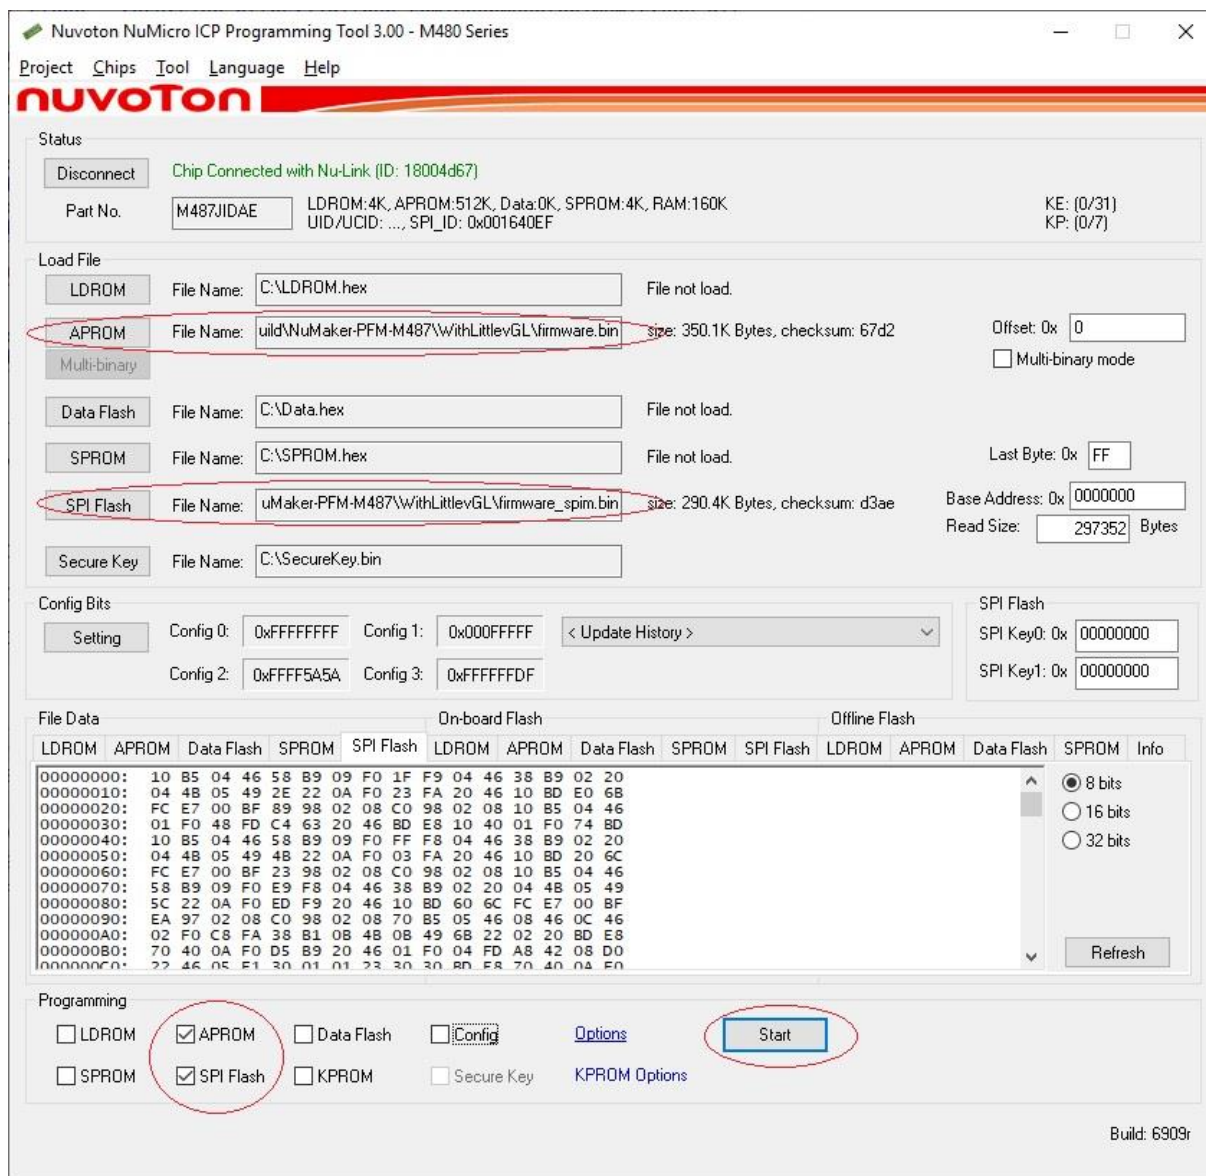 Nuvoton NuMicro ICP Programming Tool 3.00 - M480 Series
Project Chips Tool Language Help
nuvoTon
Status
Disconnect Chip Connected with Nu-Link (ID: 18004d67)
Part No. M487JIDAE LDROM:4K, APROM:512K, Data:0K, SPROM:4K, RAM:160K KE: (0/31)
UID/UCID: ..., SPI_ID: 0x001640EF KP: (0/7)
Load File
LDROM File Name: C:\LDROM.hex File not load.
APROM File Name: uild\NuMaker-PFM-M487\WithLittlevGL\firmware.bin size: 350.1K Bytes, checksum: 67d2 Offset: 0x 0
Multi-binary Multi-binary mode
Data Flash File Name: C:\Data.hex File not load.
SPROM File Name: C:\SPROM.hex File not load. Last Byte: 0x FF
SPI Flash File Name: uMaker-PFM-M487\WithLittlevGL\firmware_spim.bin size: 290.4K Bytes, checksum: d3ae Base Address: 0x 0000000
Read Size: 297352 Bytes
Secure Key File Name: C:\SecureKey.bin
Config Bits SPI Flash
Setting Config 0: 0xFFFFFFFF Config 1: 0x000FFFFF < Update History > SPI Key0: 0x 00000000
Config 2: 0xFFFF5A5A Config 3: 0xFFFFFFDF SPI Key1: 0x 00000000
File Data On-board Flash Offline Flash
LDROM APROM Data Flash SPROM SPI Flash LDROM APROM Data Flash SPROM SPI Flash LDROM APROM Data Flash SPROM Info
00000000: 10 B5 04 46 58 B9 09 F0 1F F9 04 46 38 B9 02 20 8 bits
00000010: 04 4B 05 49 2E 22 0A F0 23 FA 20 46 10 BD E0 6B
00000020: FC E7 00 BF 89 98 02 08 C0 98 02 08 10 B5 04 46 16 bits
00000030: 01 F0 48 FD C4 63 20 46 BD E8 10 40 01 F0 74 BD
00000040: 10 B5 04 46 58 B9 09 F0 FF F8 04 46 38 B9 02 20 32 bits
00000050: 04 4B 05 49 4B 22 0A F0 03 FA 20 46 10 BD 20 6C
00000060: FC E7 00 BF 23 98 02 08 C0 98 02 08 10 B5 04 46
00000070: 58 B9 09 F0 E9 F8 04 46 38 B9 02 20 04 4B 05 49
00000080: 5C 22 0A F0 ED F9 20 46 10 BD 60 6C FC E7 00 BF
00000090: EA 97 02 08 C0 98 02 08 70 B5 05 46 08 46 0C 46
000000A0: 02 F0 C8 FA 38 B1 0B 4B 0B 49 6B 22 02 20 BD E8
000000B0: 70 40 0A F0 D5 B9 20 46 01 F0 04 FD A8 42 08 D0 Refresh
000000C0: 22 46 05 F1 30 01 01 23 30 30 BD E8 70 40 0A F0
Programming
LDROM APROM Data Flash Config Options Start
SPROM SPI Flash KPROM Secure Key KPROM Options
Build: 6909r